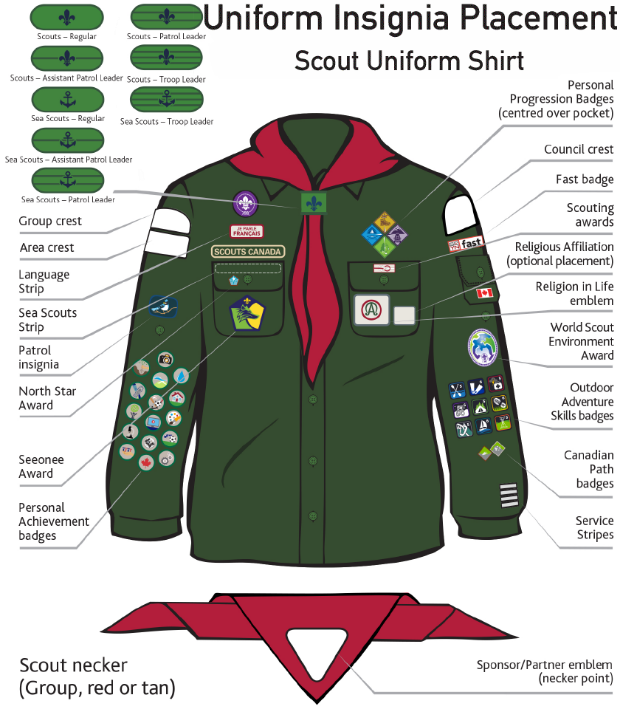 Uniform Insignia Placement
Scout Uniform Shirt
Scouts – Regular
Scouts – Patrol Leader
Scouts – Assistant Patrol Leader
Scouts – Troop Leader
Sea Scouts – Regular
Sea Scouts – Troop Leader
Sea Scouts – Assistant Patrol Leader
Sea Scouts – Patrol Leader
Group crest
Area crest
Language
Strip
Sea Scouts
Strip
Patrol
insignia
North Star
Award
Seeonee
Award
Personal
Achievement
badges
JE PARLE
FRANÇAIS
SCOUTS CANADA
fast
Personal
Progression Badges
(centred over pocket)
Council crest
Fast badge
Scouting
awards
Religious Affiliation
(optional placement)
Religion in Life
emblem
World Scout
Environment
Award
Outdoor
Adventure
Skills badges
Canadian
Path
badges
Service
Stripes
Scout necker
(Group, red or tan)
Sponsor/Partner emblem
(necker point)